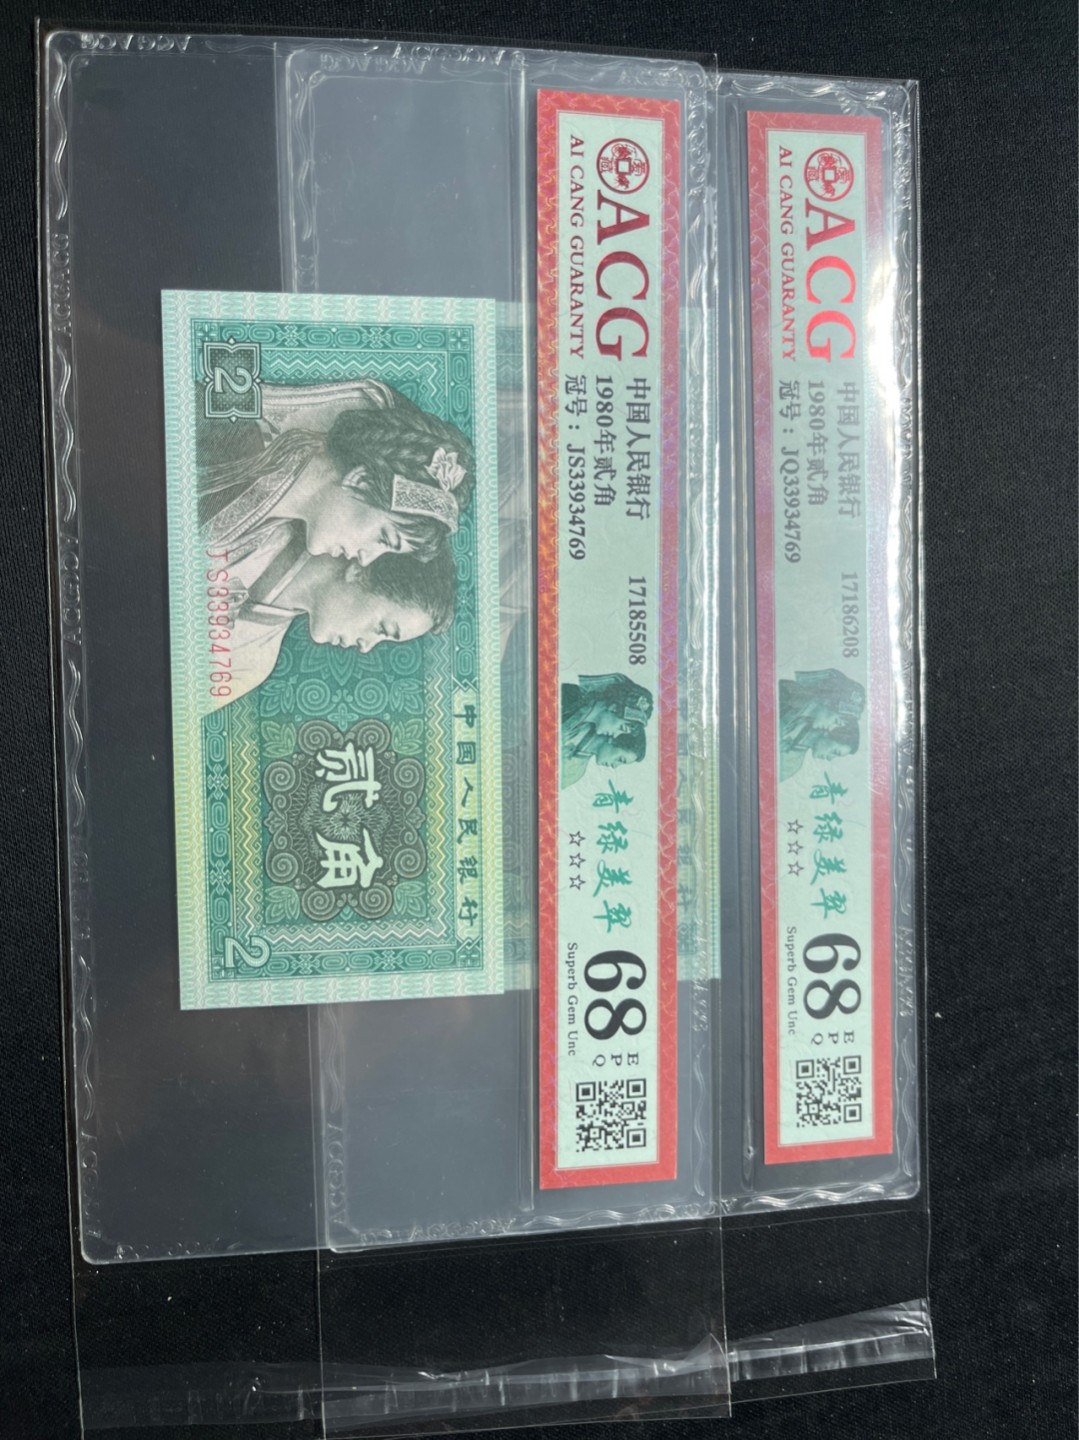 ACG
AI CANG GUARANTY
中国人民银行
1980年贰角
冠号：JQ33934769
17186208
青绿美翠
☆☆☆
68
E
P
Q
Superb Gem Unc
ACG
AI CANG GUARANTY
中国人民银行
1980年贰角
冠号：JS33934769
17185508
青绿美翠
☆☆☆
68
E
P
Q
Superb Gem Unc
中国人民银行
2
贰角
JS33934769
2